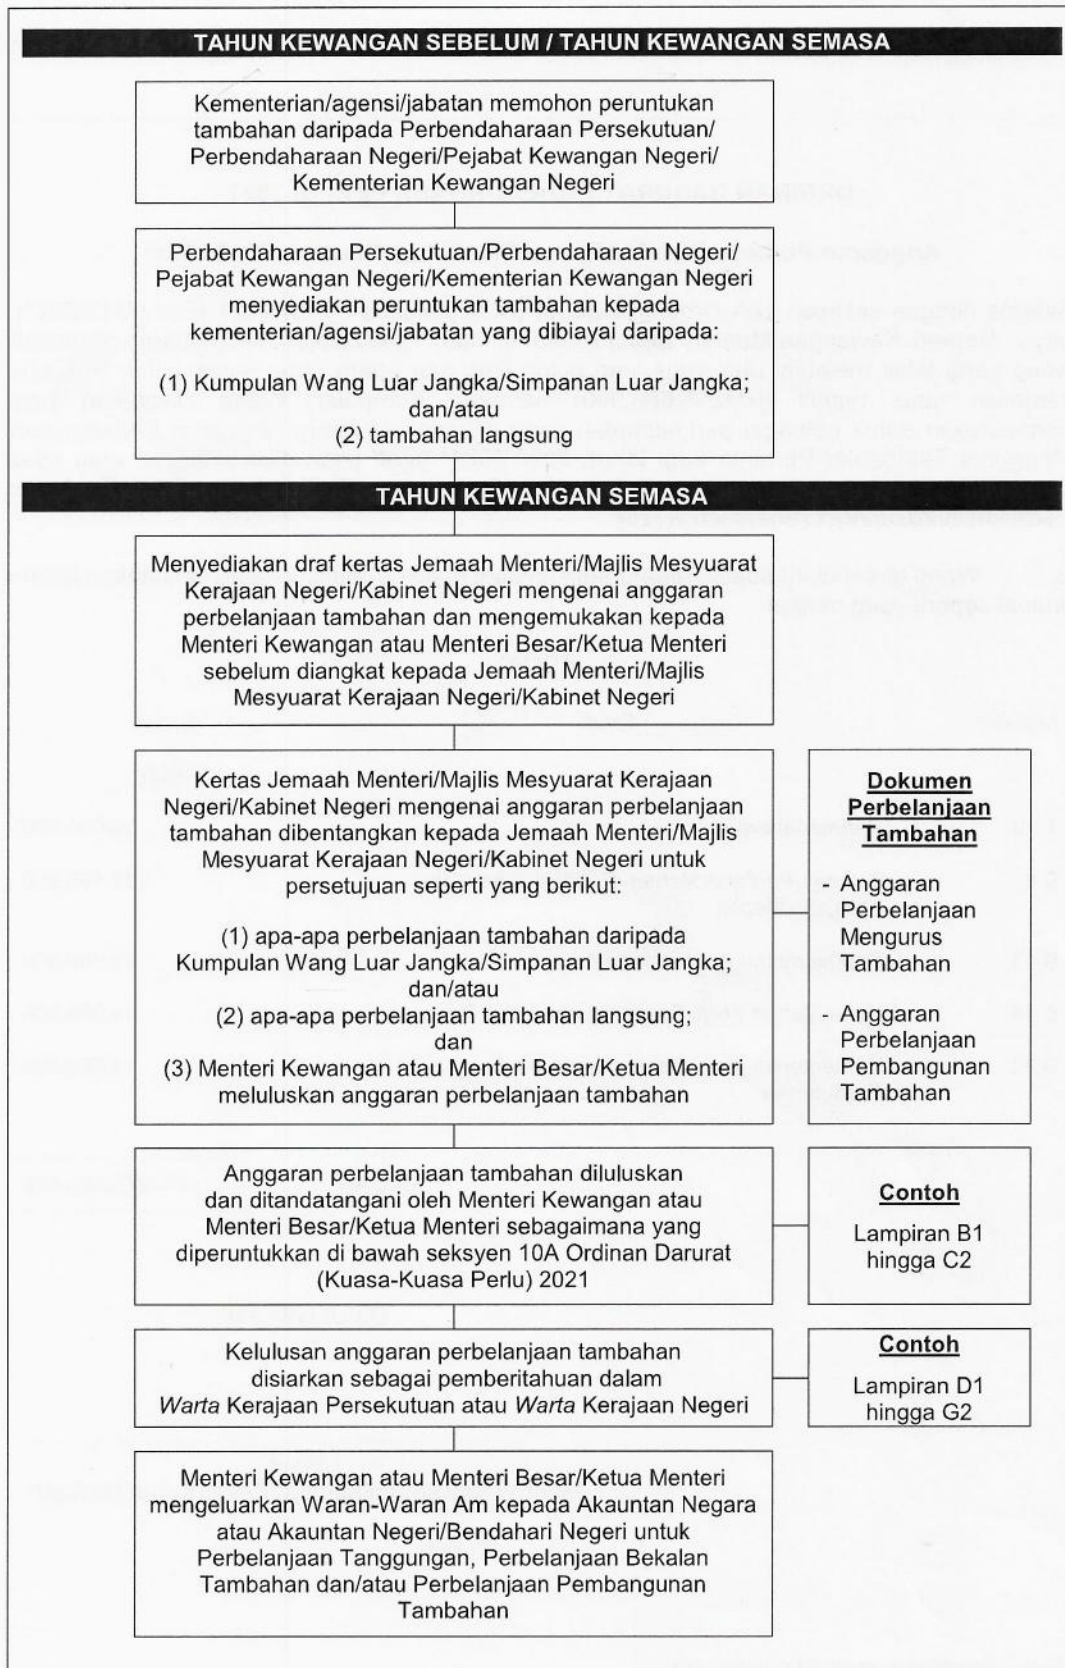 TAHUN KEWANGAN SEBELUM / TAHUN KEWANGAN SEMASA
Kementerian/agensi/jabatan memohon peruntukan
tambahan daripada Perbendaharaan Persekutuan/
Perbendaharaan Negeri/Pejabat Kewangan Negeri/
Kementerian Kewangan Negeri
Perbendaharaan Persekutuan/Perbendaharaan Negeri/
Pejabat Kewangan Negeri/Kementerian Kewangan Negeri
menyediakan peruntukan tambahan kepada
kementerian/agensi/jabatan yang dibiayai daripada:
(1) Kumpulan Wang Luar Jangka/Simpanan Luar Jangka;
dan/atau
(2) tambahan langsung
TAHUN KEWANGAN SEMASA
Menyediakan draf kertas Jemaah Menteri/Majlis Mesyuarat
Kerajaan Negeri/Kabinet Negeri mengenai anggaran
perbelanjaan tambahan dan mengemukakan kepada
Menteri Kewangan atau Menteri Besar/Ketua Menteri
sebelum diangkat kepada Jemaah Menteri/Majlis
Mesyuarat Kerajaan Negeri/Kabinet Negeri
Kertas Jemaah Menteri/Majlis Mesyuarat Kerajaan
Negeri/Kabinet Negeri mengenai anggaran perbelanjaan
tambahan dibentangkan kepada Jemaah Menteri/Majlis
Mesyuarat Kerajaan Negeri/Kabinet Negeri untuk
persetujuan seperti yang berikut:
(1) apa-apa perbelanjaan tambahan daripada
Kumpulan Wang Luar Jangka/Simpanan Luar Jangka;
dan/atau
(2) apa-apa perbelanjaan tambahan langsung;
dan
(3) Menteri Kewangan atau Menteri Besar/Ketua Menteri
meluluskan anggaran perbelanjaan tambahan
Dokumen
Perbelanjaan
Tambahan
- Anggaran
Perbelanjaan
Mengurus
Tambahan
- Anggaran
Perbelanjaan
Pembangunan
Tambahan
Anggaran perbelanjaan tambahan diluluskan
dan ditandatangani oleh Menteri Kewangan atau
Menteri Besar/Ketua Menteri sebagaimana yang
diperuntukkan di bawah seksyen 10A Ordinan Darurat
(Kuasa-Kuasa Perlu) 2021
Contoh
Lampiran B1
hingga C2
Kelulusan anggaran perbelanjaan tambahan
disiarkan sebagai pemberitahuan dalam
Warta Kerajaan Persekutuan atau Warta Kerajaan Negeri
Contoh
Lampiran D1
hingga G2
Menteri Kewangan atau Menteri Besar/Ketua Menteri
mengeluarkan Waran-Waran Am kepada Akauntan Negara
atau Akauntan Negeri/Bendahari Negeri untuk
Perbelanjaan Tanggungan, Perbelanjaan Bekalan
Tambahan dan/atau Perbelanjaan Pembangunan
Tambahan